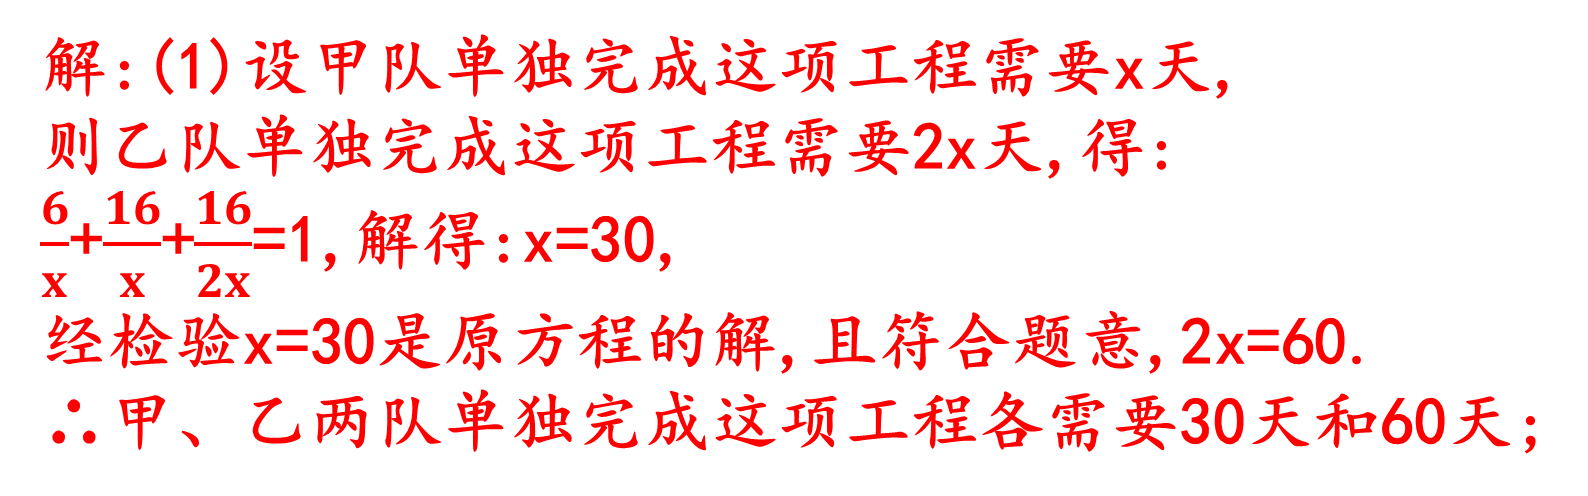 解:(1)设甲队单独完成这项工程需要x天,
则乙队单独完成这项工程需要2x天,得:
6/x+16/x+16/2x=1,解得:x=30,
经检验x=30是原方程的解,且符合题意,2x=60.
∴甲、乙两队单独完成这项工程各需要30天和60天;